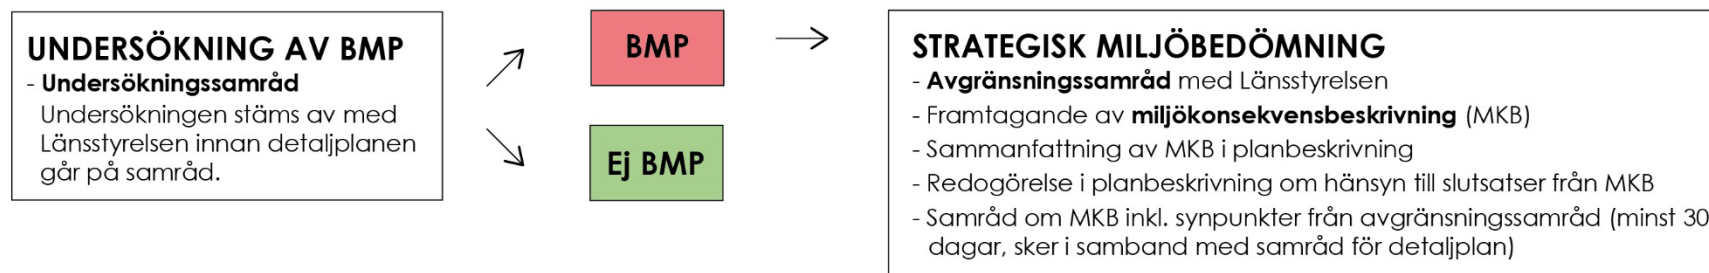 UNDERSÖKNING AV BMP
- Undersökningssamråd
Undersökningen stäms av med
Länsstyrelsen innan detaljplanen
går på samråd.
BMP
Ej BMP
STRATEGISK MILJÖBEDÖMNING
- Avgränsningssamråd med Länsstyrelsen
- Framtagande av miljökonsekvensbeskrivning (MKB)
- Sammanfattning av MKB i planbeskrivning
- Redogörelse i planbeskrivning om hänsyn till slutsatser från MKB
- Samråd om MKB inkl. synpunkter från avgränsningssamråd (minst 30
dagar, sker i samband med samråd för detaljplan)